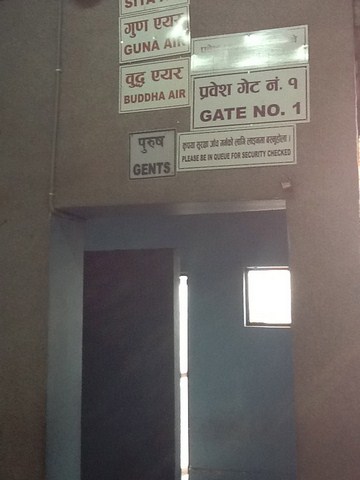 SITA
गुण एयर
GUNA AIR
बुद्ध एयर
BUDDHA AIR
प्रवेश गेट नं. १
GATE NO. 1
पुरुष
GENTS
PLEASE BE IN QUEUE FOR SECURITY CHECKED